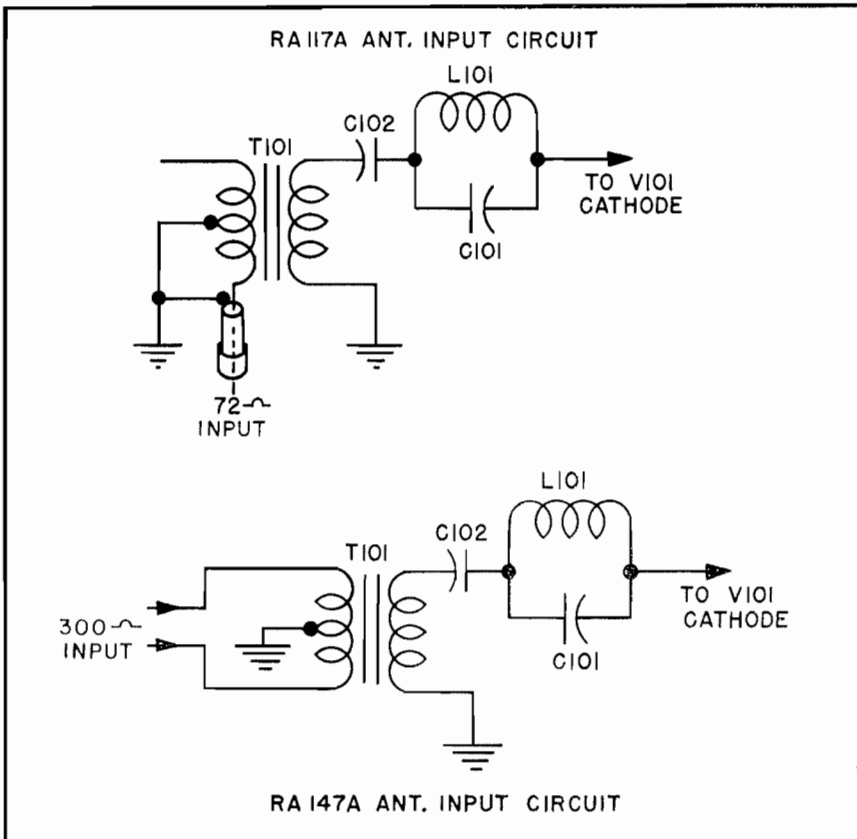 RA117A ANT. INPUT CIRCUIT
L101
C102
T101
TO V101
CATHODE
C101
72-Ω
INPUT
L101
C102
T101
TO V101
CATHODE
300-Ω
INPUT
C101
RA147A ANT. INPUT CIRCUIT